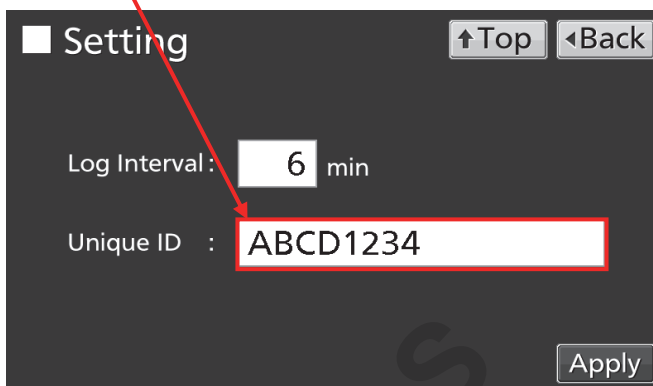 Setting
Top
Back
Log Interval : 6 min
Unique ID : ABCD1234
Apply